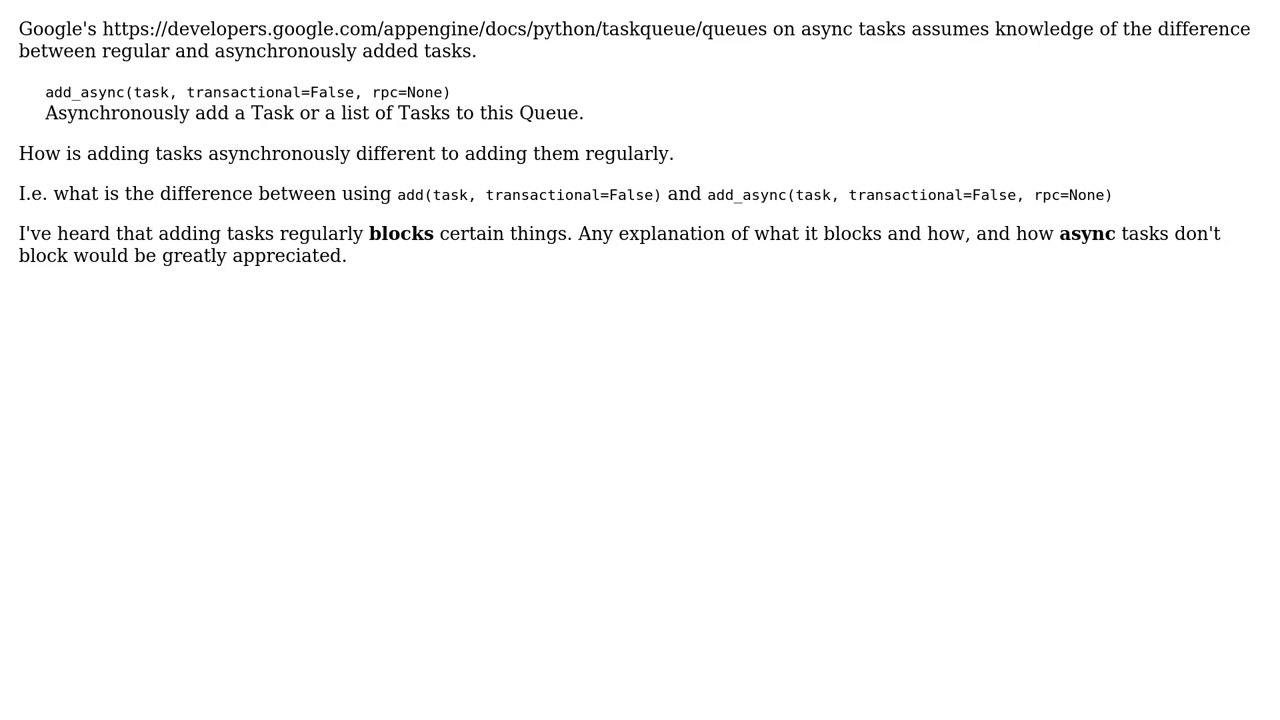 Google's https://developers.google.com/appengine/docs/python/taskqueue/queues on async tasks assumes knowledge of the difference
between regular and asynchronously added tasks.
add_async(task, transactional=False, rpc=None)
Asynchronously add a Task or a list of Tasks to this Queue.
How is adding tasks asynchronously different to adding them regularly.
I.e. what is the difference between using add(task, transactional=False) and add_async(task, transactional=False, rpc=None)
I've heard that adding tasks regularly blocks certain things. Any explanation of what it blocks and how, and how async tasks don't
block would be greatly appreciated.